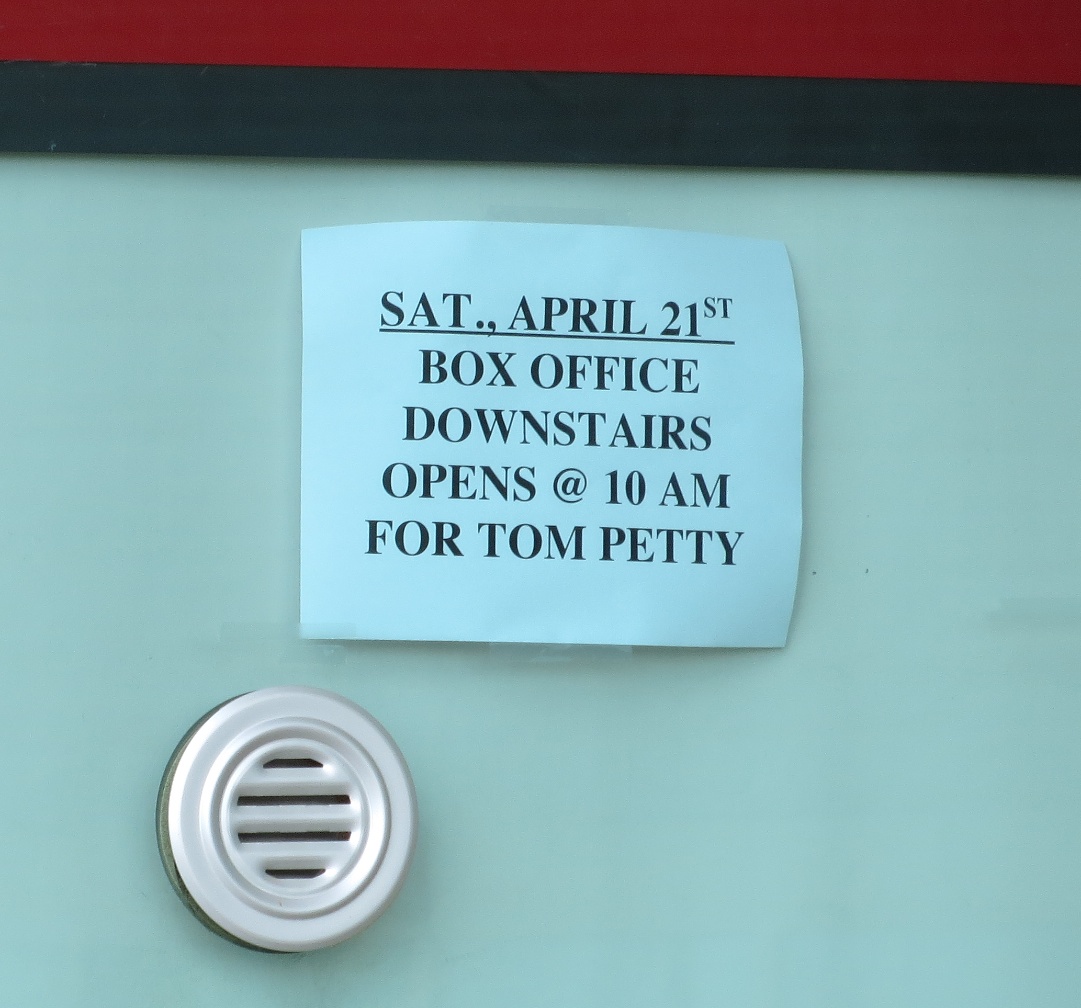 SAT., APRIL 21ST
BOX OFFICE
DOWNSTAIRS
OPENS @ 10 AM
FOR TOM PETTY